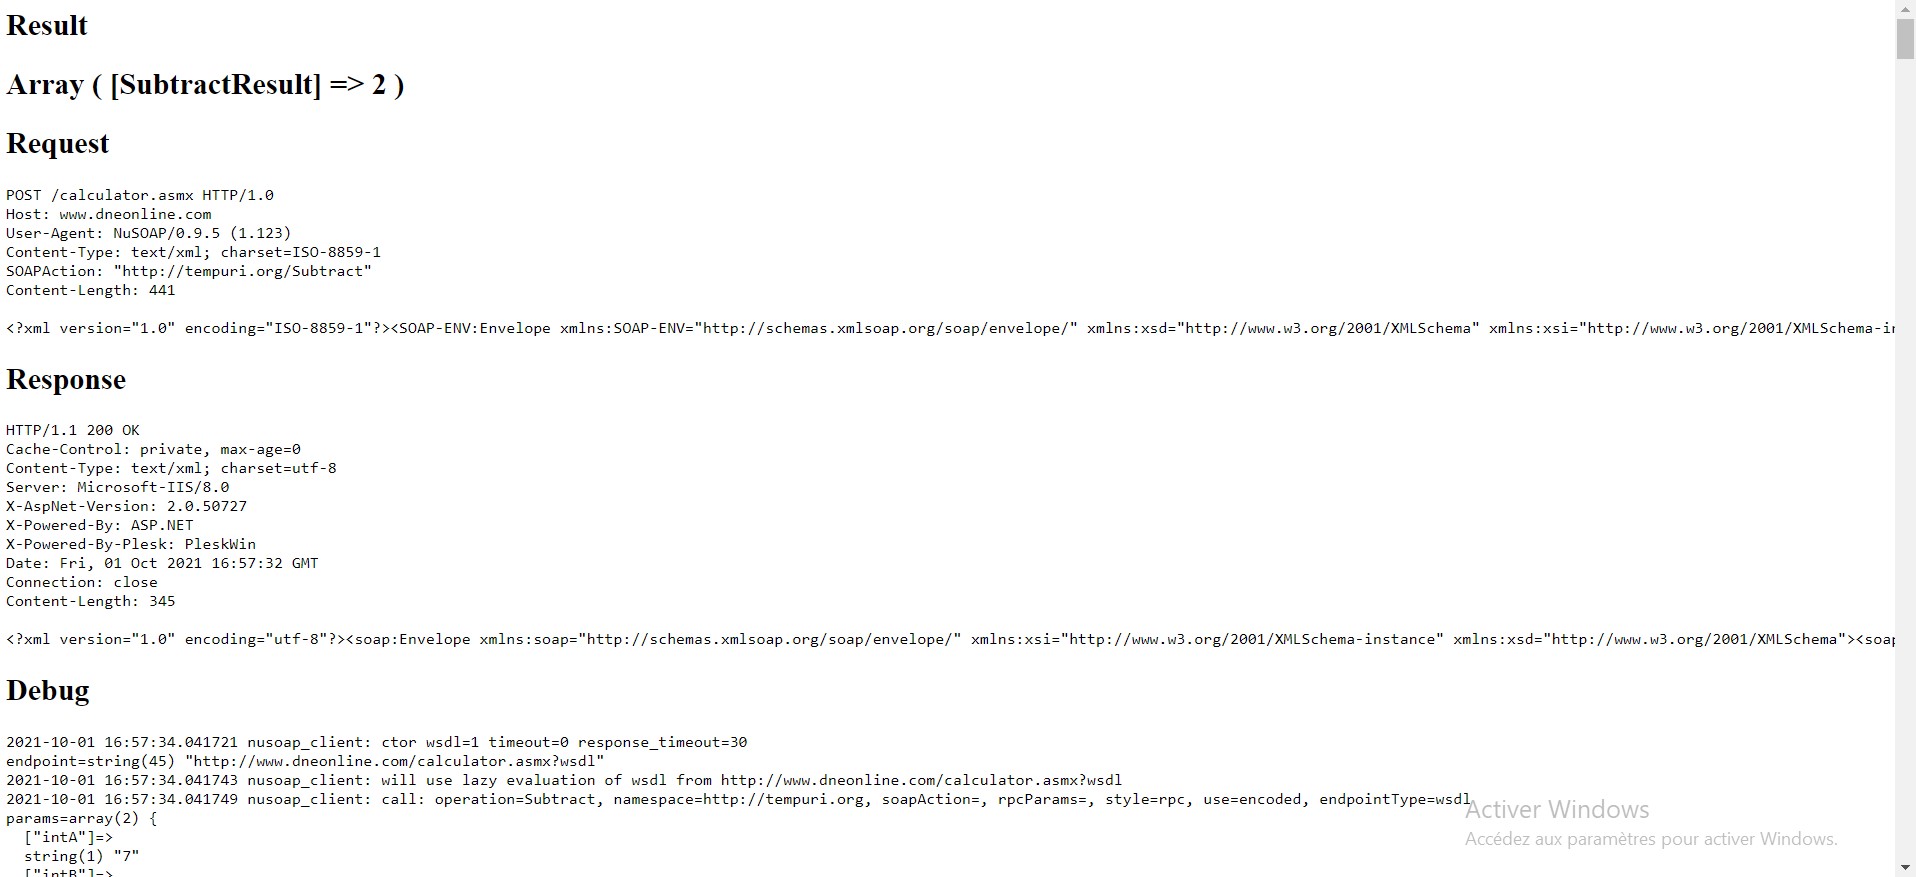 Result
Array ( [SubtractResult] => 2 )
Request
POST /calculator.asmx HTTP/1.0
Host: www.dneonline.com
User-Agent: NuSOAP/0.9.5 (1.123)
Content-Type: text/xml; charset=ISO-8859-1
SOAPAction: "http://tempuri.org/Subtract"
Content-Length: 441
<?xml version="1.0" encoding="ISO-8859-1"?><SOAP-ENV:Envelope xmlns:SOAP-ENV="http://schemas.xmlsoap.org/soap/envelope/" xmlns:xsd="http://www.w3.org/2001/XMLSchema" xmlns:xsi="http://www.w3.org/2001/XMLSchema-in
Response
HTTP/1.1 200 OK
Cache-Control: private, max-age=0
Content-Type: text/xml; charset=utf-8
Server: Microsoft-IIS/8.0
X-AspNet-Version: 2.0.50727
X-Powered-By: ASP.NET
X-Powered-By-Plesk: PleskWin
Date: Fri, 01 Oct 2021 16:57:32 GMT
Connection: close
Content-Length: 345
<?xml version="1.0" encoding="utf-8"?><soap:Envelope xmlns:soap="http://schemas.xmlsoap.org/soap/envelope/" xmlns:xsi="http://www.w3.org/2001/XMLSchema-instance" xmlns:xsd="http://www.w3.org/2001/XMLSchema"><soap
Debug
2021-10-01 16:57:34.041721 nusoap_client: ctor wsdl=1 timeout=0 response_timeout=30
endpoint=string(45) "http://www.dneonline.com/calculator.asmx?wsdl"
2021-10-01 16:57:34.041743 nusoap_client: will use lazy evaluation of wsdl from http://www.dneonline.com/calculator.asmx?wsdl
2021-10-01 16:57:34.041749 nusoap_client: call: operation=Subtract, namespace=http://tempuri.org, soapAction=, rpcParams=, style=rpc, use=encoded, endpointType=wsdl
params=array(2) {
["intA"]=>
string(1) "7"
["intB"]=>
Activer Windows
Accédez aux paramètres pour activer Windows.